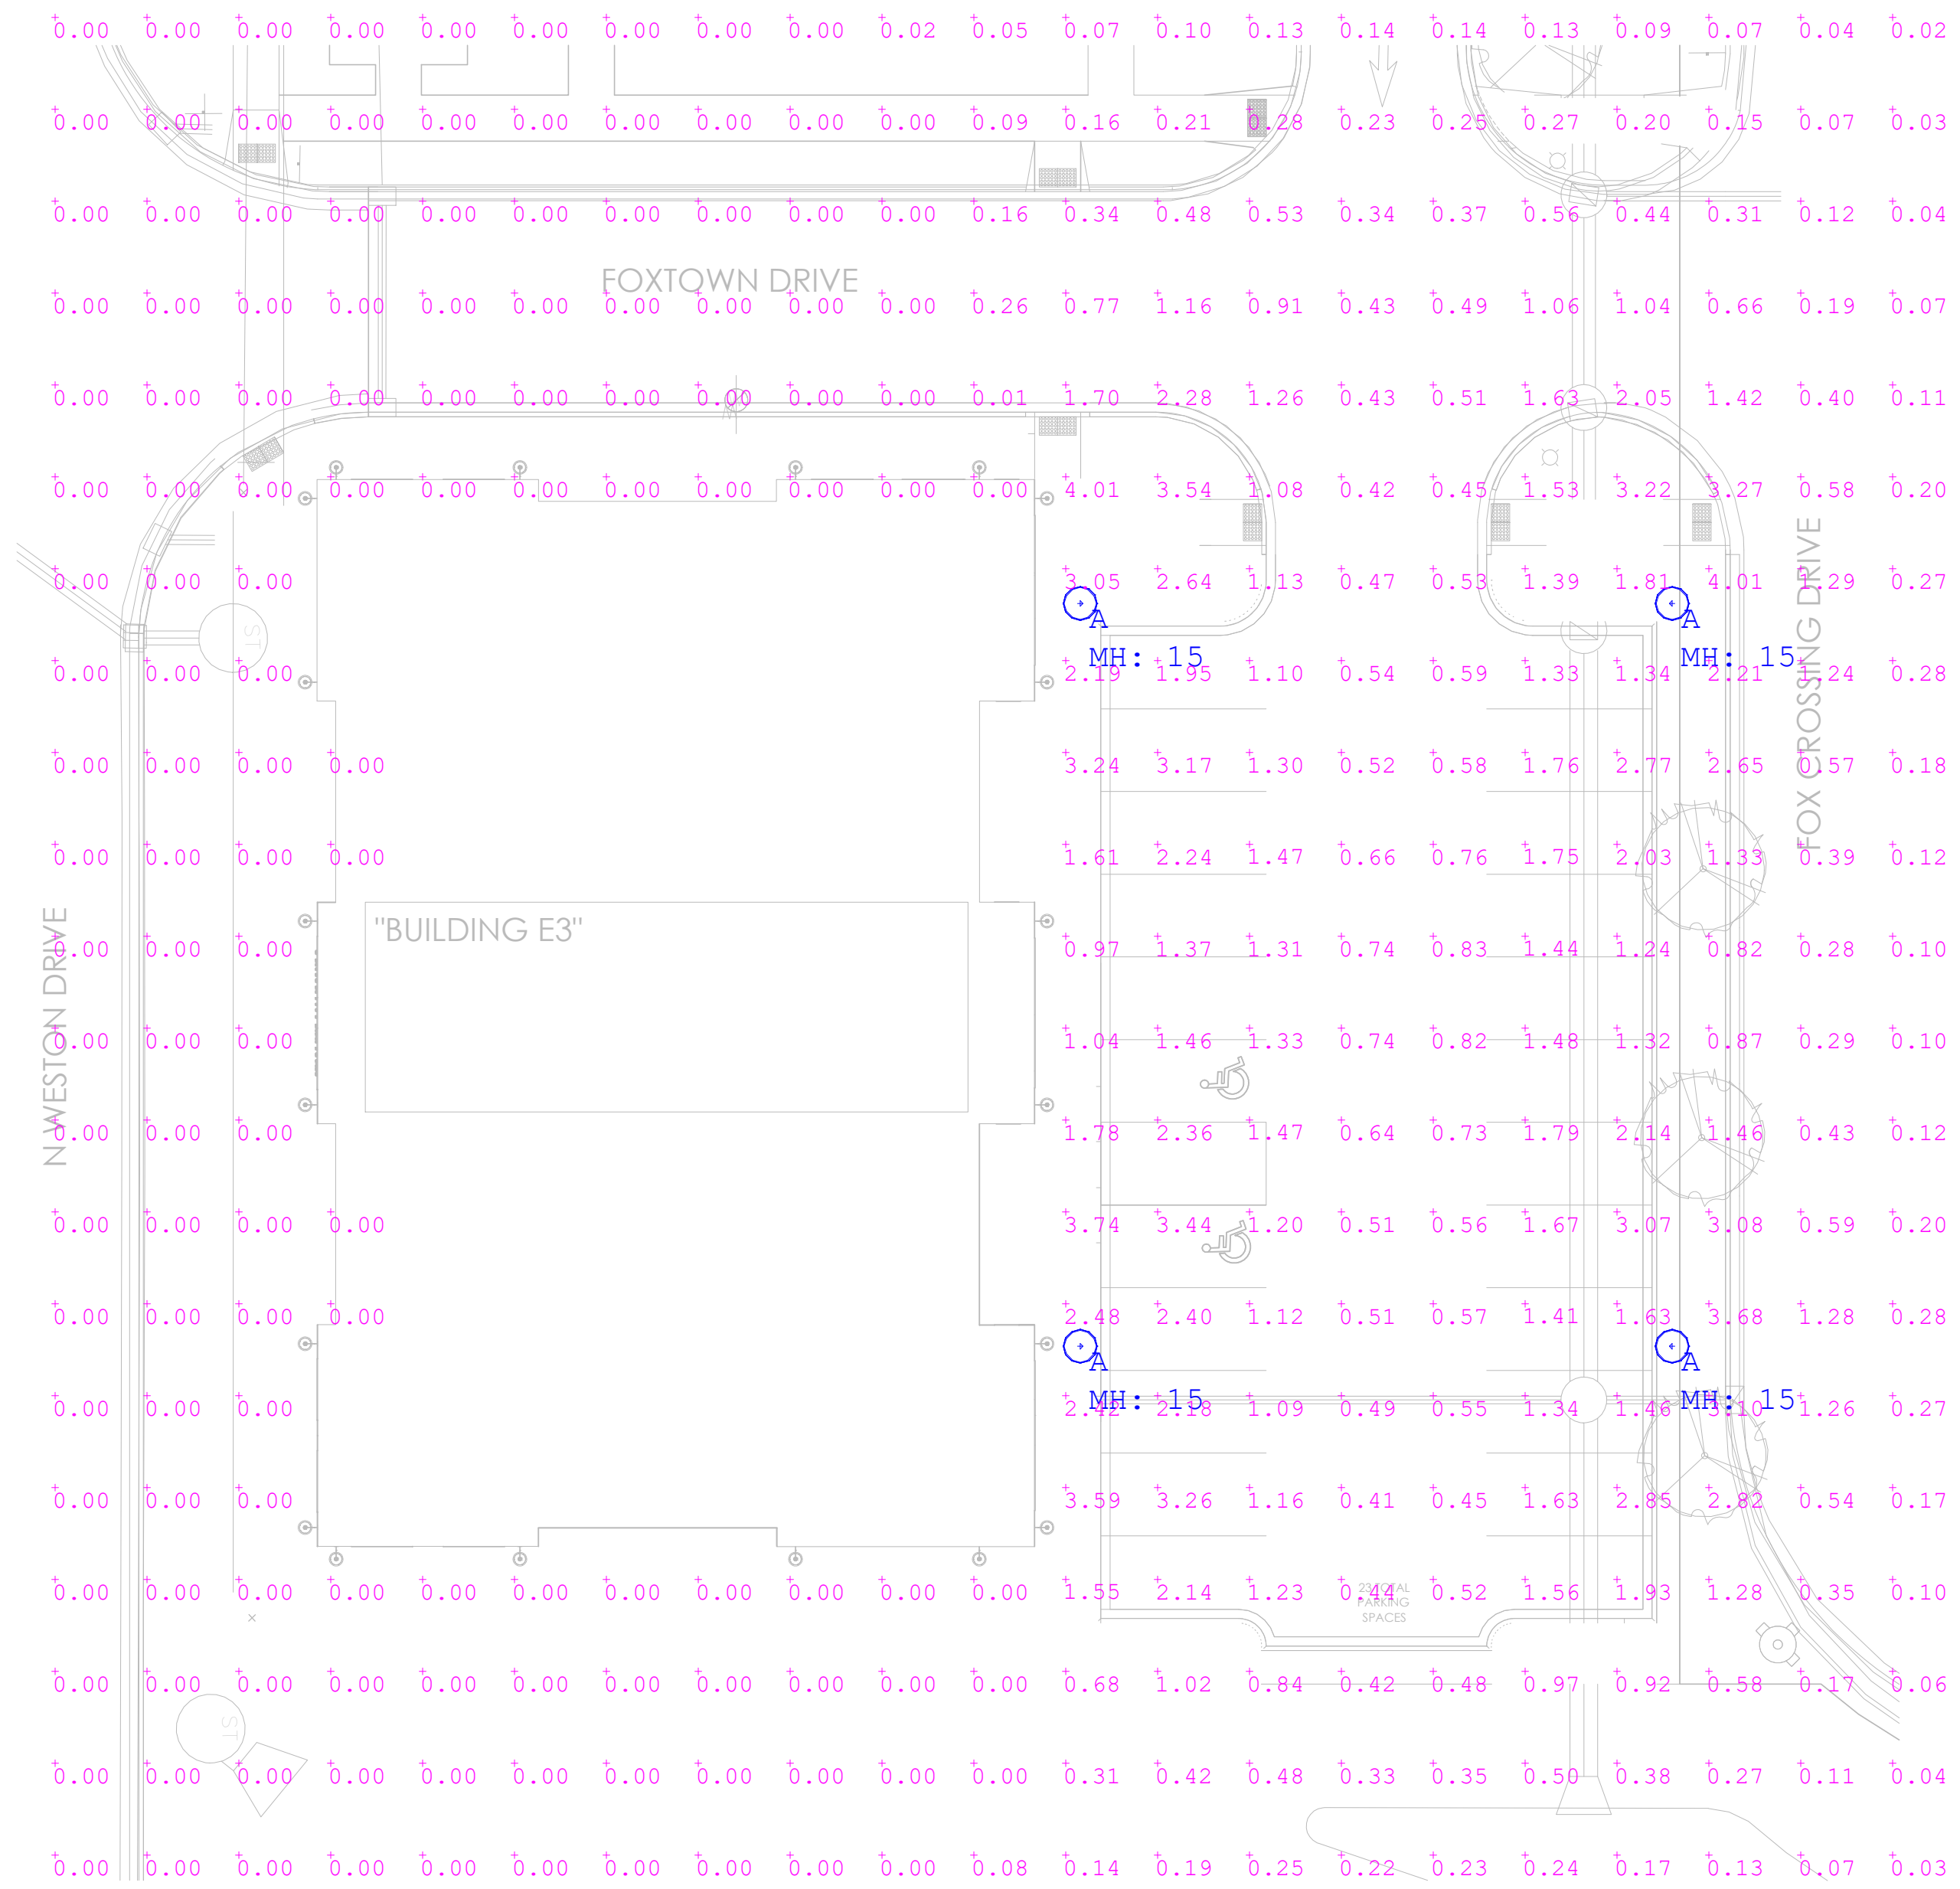 0.00 0.00 0.00 0.00 0.00 0.00 0.00 0.00 0.00 0.02 0.05 0.07 0.10 0.13 0.14 0.14 0.13 0.09 0.07 0.04 0.02
0.00 0.00 0.00 0.00 0.00 0.00 0.00 0.00 0.00 0.00 0.09 0.16 0.21 0.28 0.23 0.25 0.27 0.20 0.15 0.07 0.03
0.00 0.00 0.00 0.00 0.00 0.00 0.00 0.00 0.00 0.00 0.16 0.34 0.48 0.53 0.34 0.37 0.56 0.44 0.31 0.12 0.04
FOXTOWN DRIVE
0.00 0.00 0.00 0.00 0.00 0.00 0.00 0.00 0.00 0.00 0.26 0.77 1.16 0.91 0.43 0.49 1.06 1.04 0.66 0.19 0.07
0.00 0.00 0.00 0.00 0.00 0.00 0.00 0.00 0.00 0.00 0.01 1.70 2.28 1.26 0.43 0.51 1.63 2.05 1.42 0.40 0.11
0.00 0.00 0.00 0.00 0.00 0.00 0.00 0.00 0.00 0.00 0.00 4.01 3.54 1.08 0.42 0.45 1.53 3.22 3.27 0.58 0.20
0.00 0.00 0.00 3.05 2.64 1.13 0.47 0.53 1.39 1.81 4.01 1.29 0.27
A A
ST
MH: 15 MH: 15
0.00 0.00 0.00 2.19 1.95 1.10 0.54 0.59 1.33 1.34 2.21 1.24 0.28
FOX CROSSING DRIVE
0.00 0.00 0.00 0.00 3.24 3.17 1.30 0.52 0.58 1.76 2.77 2.65 0.57 0.18
0.00 0.00 0.00 0.00 1.61 2.24 1.47 0.66 0.76 1.75 2.03 1.33 0.39 0.12
"BUILDING E3"
0.00 0.00 0.00 0.97 1.37 1.31 0.74 0.83 1.44 1.24 0.82 0.28 0.10
N WESTON DRIVE
0.00 0.00 0.00 1.04 1.46 1.33 0.74 0.82 1.48 1.32 0.87 0.29 0.10
0.00 0.00 0.00 1.78 2.36 1.47 0.64 0.73 1.79 2.14 1.46 0.43 0.12
0.00 0.00 0.00 0.00 3.74 3.44 1.20 0.51 0.56 1.67 3.07 3.08 0.59 0.20
0.00 0.00 0.00 0.00 2.48 2.40 1.12 0.51 0.57 1.41 1.63 3.68 1.28 0.28
A A
MH: 15 MH: 15
0.00 0.00 0.00 2.42 2.18 1.09 0.49 0.55 1.34 1.46 3.10 1.26 0.27
0.00 0.00 0.00 3.59 3.26 1.16 0.41 0.45 1.63 2.85 2.82 0.54 0.17
0.00 0.00 0.00 0.00 0.00 0.00 0.00 0.00 0.00 0.00 0.00 1.55 2.14 1.23 0.44 0.52 1.56 1.93 1.28 0.35 0.10
23 TOTAL
PARKING
SPACES
0.00 0.00 0.00 0.00 0.00 0.00 0.00 0.00 0.00 0.00 0.00 0.68 1.02 0.84 0.42 0.48 0.97 0.92 0.58 0.17 0.06
ST
0.00 0.00 0.00 0.00 0.00 0.00 0.00 0.00 0.00 0.00 0.00 0.31 0.42 0.48 0.33 0.35 0.50 0.38 0.27 0.11 0.04
0.00 0.00 0.00 0.00 0.00 0.00 0.00 0.00 0.00 0.00 0.08 0.14 0.19 0.25 0.22 0.23 0.24 0.17 0.13 0.07 0.03